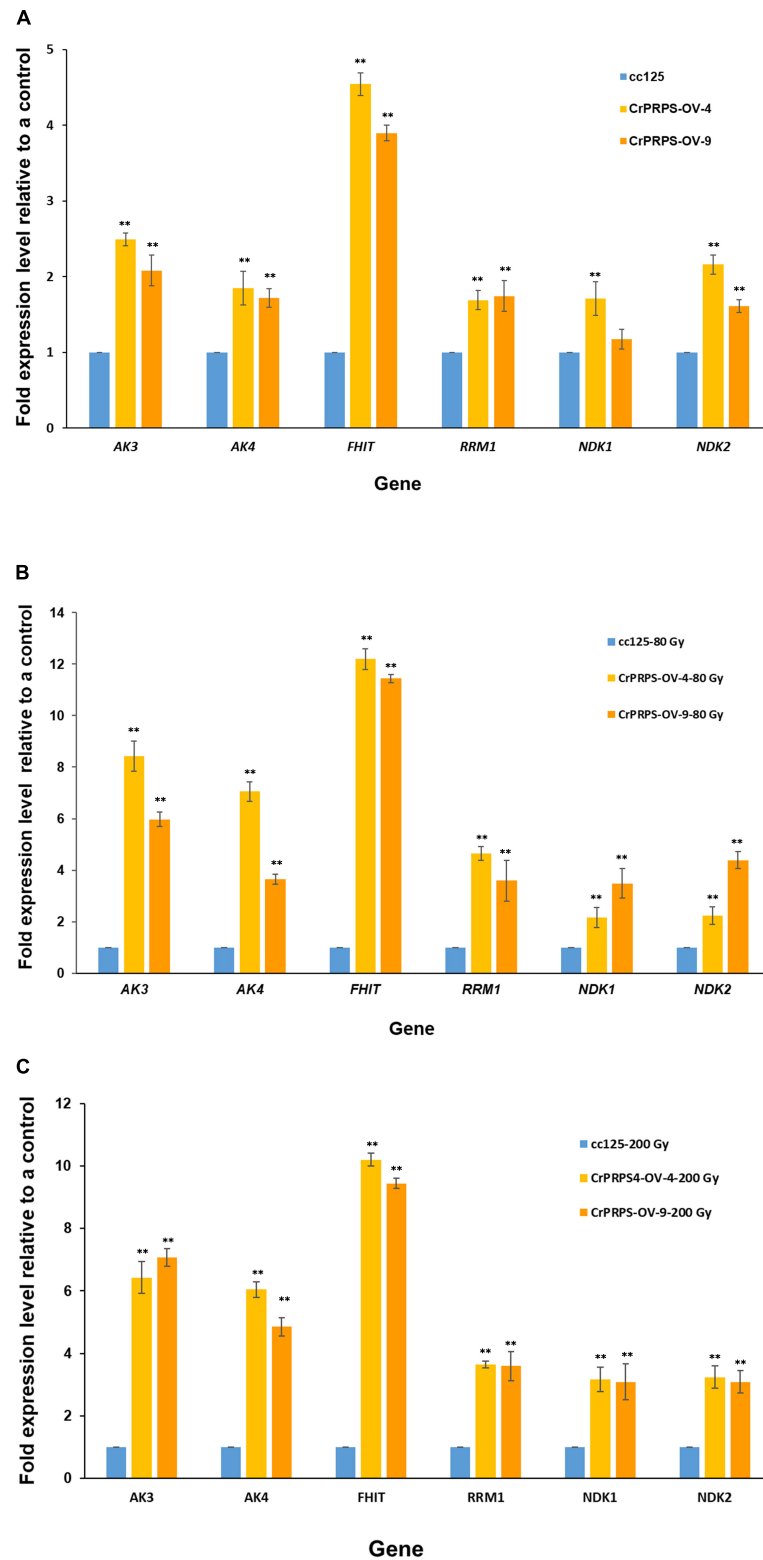 A
Fold expression level relative to a control
5
4
3
2
1
0
cc125
CrPRPS-OV-4
CrPRPS-OV-9
** ** ** ** ** ** ** ** ** ** **
AK3 AK4 FHIT RRM1 NDK1 NDK2
Gene
B
Fold expression level relative to a control
14
12
10
8
6
4
2
0
cc125-80 Gy
CrPRPS-OV-4-80 Gy
CrPRPS-OV-9-80 Gy
** ** ** ** ** ** ** ** ** ** ** **
AK3 AK4 FHIT RRM1 NDK1 NDK2
Gene
C
Fold expression level relative to a control
12
10
8
6
4
2
0
cc125-200 Gy
CrPRPS4-OV-4-200 Gy
CrPRPS-OV-9-200 Gy
** ** ** ** ** ** ** ** ** ** ** **
AK3 AK4 FHIT RRM1 NDK1 NDK2
Gene